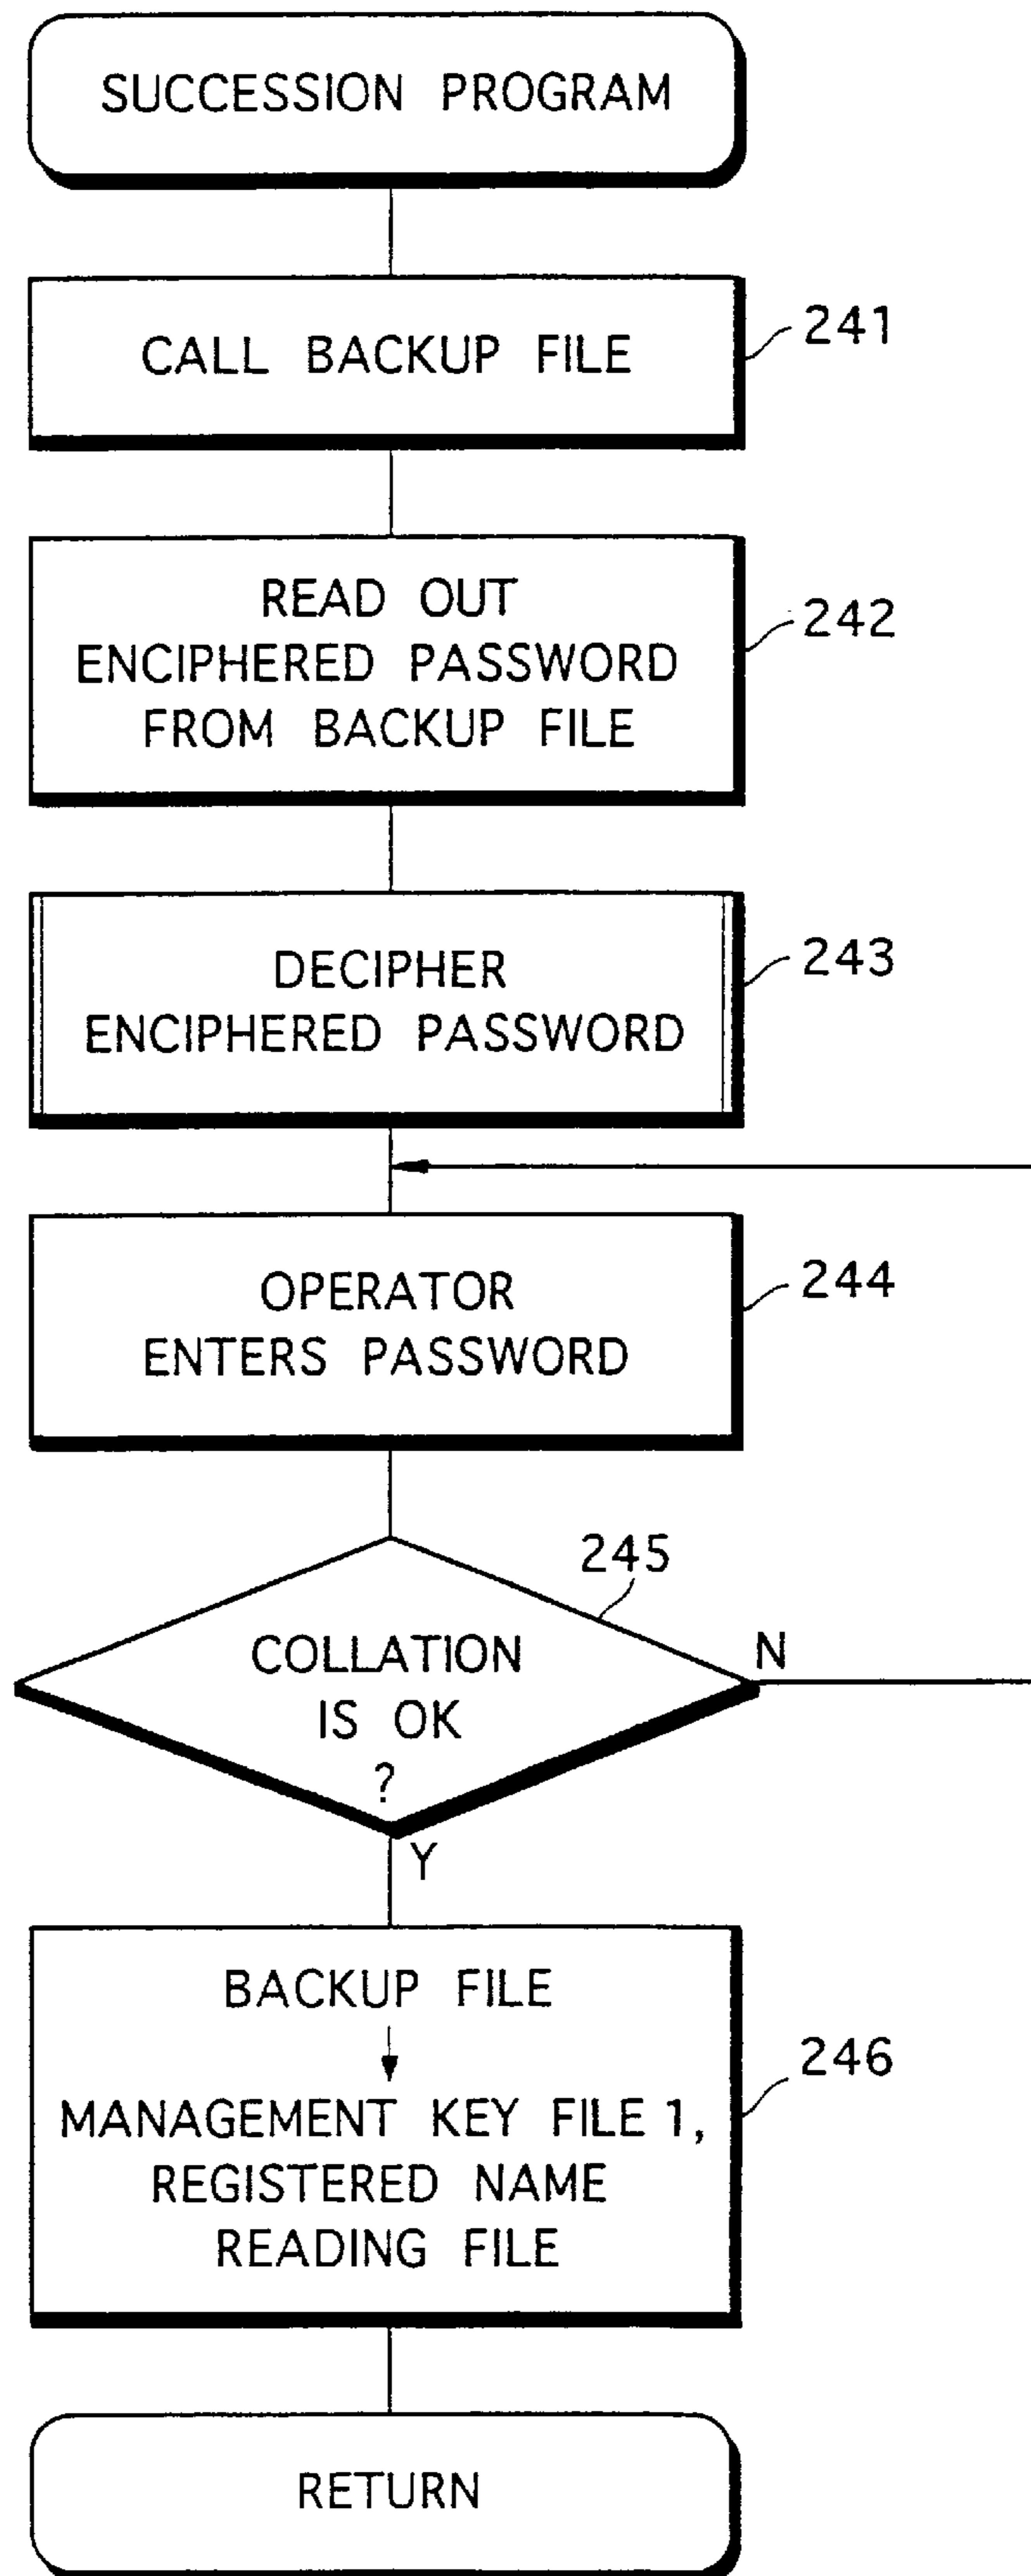 SUCCESSION PROGRAM
CALL BACKUP FILE
241
READ OUT
ENCIPHERED PASSWORD
FROM BACKUP FILE
242
DECIPHER
ENCIPHERED PASSWORD
243
OPERATOR
ENTERS PASSWORD
244
245
COLLATION
IS OK
?
N
Y
BACKUP FILE
MANAGEMENT KEY FILE 1,
REGISTERED NAME
READING FILE
246
RETURN